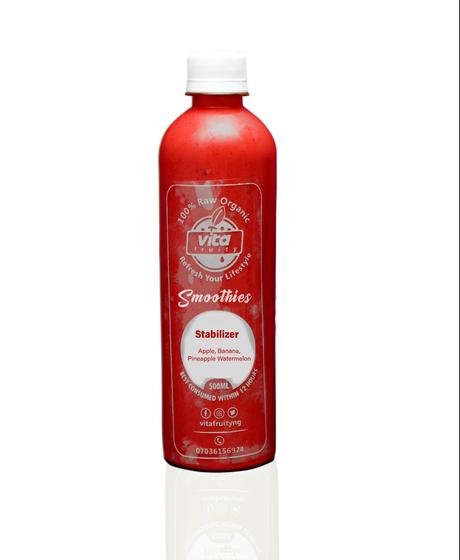 100% Raw Organic
vita
fruity
Refresh Your Lifestyle
Smoothies
Stabilizer
Apple, Banana,
Pineapple Watermelon
500ML
BEST CONSUMED WITHIN 12 HOURS
vitafruityng
07036156974